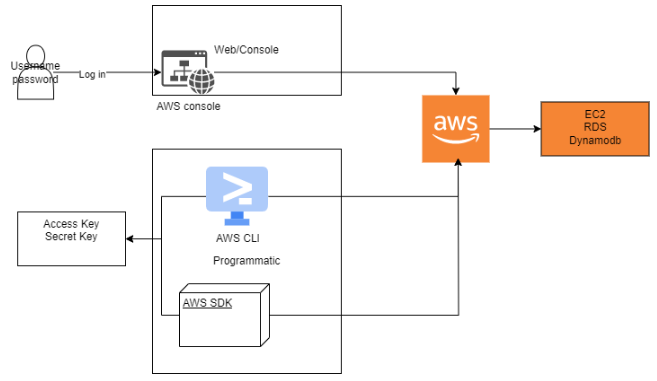 Username
password
Log in
Web/Console
AWS console
aws
EC2
RDS
Dynamodb
Access Key
Secret Key
AWS CLI
Programmatic
AWS SDK